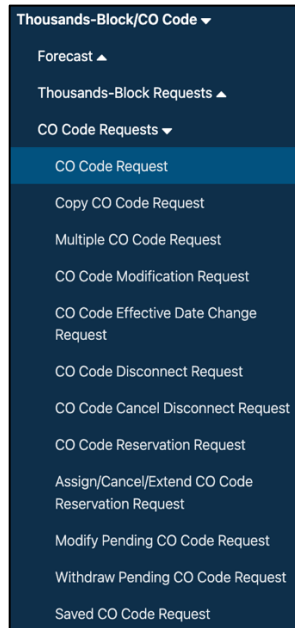 Thousands-Block/CO Code
Forecast
Thousands-Block Requests
CO Code Requests
CO Code Request
Copy CO Code Request
Multiple CO Code Request
CO Code Modification Request
CO Code Effective Date Change
Request
CO Code Disconnect Request
CO Code Cancel Disconnect Request
CO Code Reservation Request
Assign/Cancel/Extend CO Code
Reservation Request
Modify Pending CO Code Request
Withdraw Pending CO Code Request
Saved CO Code Request